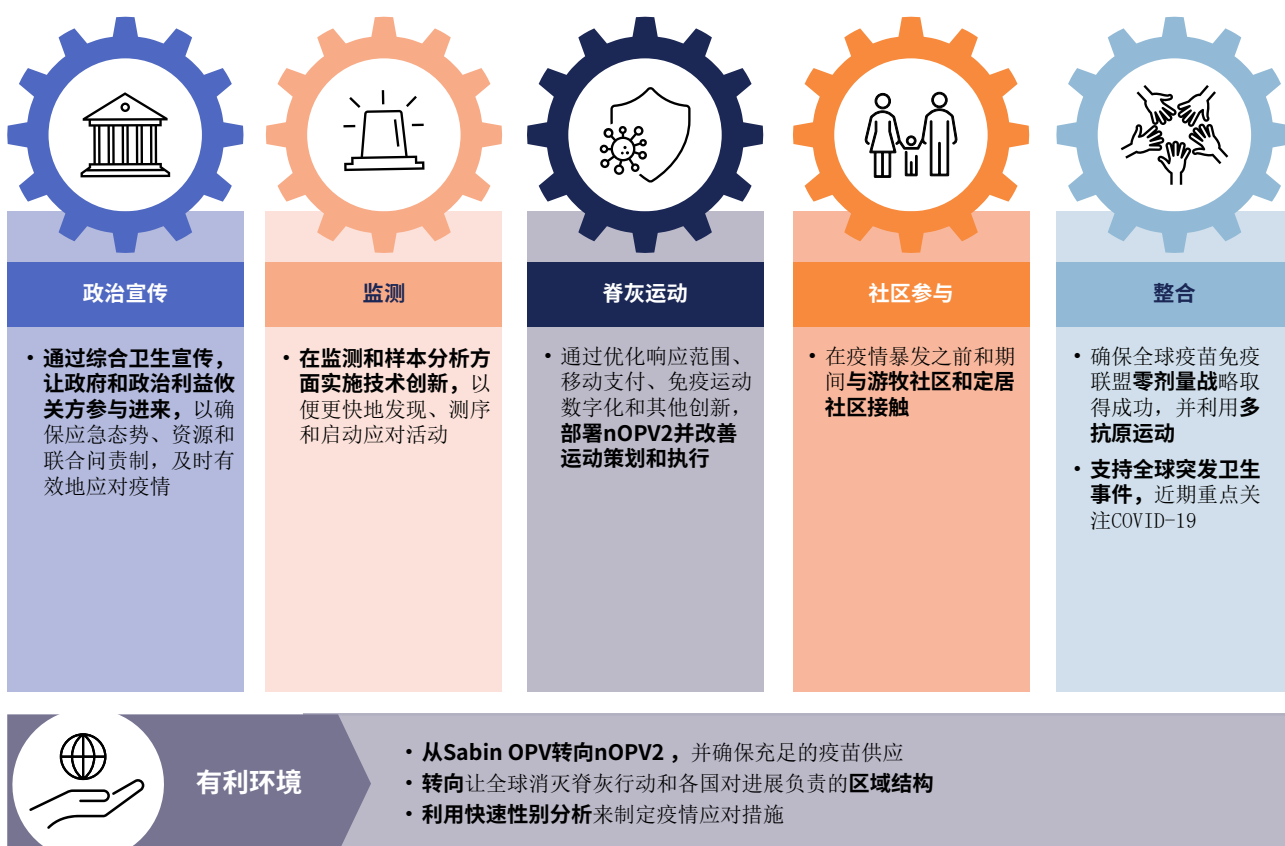 政治宣传
• 通过综合卫生宣传，
让政府和政治利益攸
关方参与进来，以确
保应急态势、资源和
联合问责制，及时有
效地应对疫情
监测
• 在监测和样本分析方
面实施技术创新，以
便更快地发现、测序
和启动应对活动
脊灰运动
• 通过优化响应范围、
移动支付、免疫运动
数字化和其他创新，
部署nOPV2并改善
运动策划和执行
社区参与
• 在疫情暴发之前和期
间与游牧社区和定居
社区接触
整合
• 确保全球疫苗免疫
联盟零剂量战略取
得成功，并利用多
抗原运动
• 支持全球突发卫生
事件，近期重点关
注COVID-19
有利环境
• 从Sabin OPV转向nOPV2 ，并确保充足的疫苗供应
• 转向让全球消灭脊灰行动和各国对进展负责的区域结构
• 利用快速性别分析来制定疫情应对措施